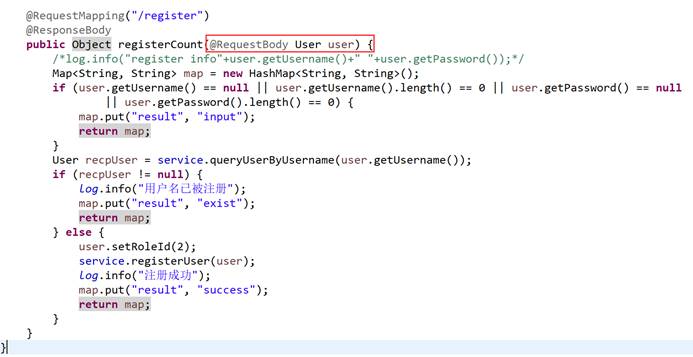 @RequestMapping("/register")
@ResponseBody
public Object registerCount(@RequestBody User user) {
/*log.info("register info"+user.getUsername()+" "+user.getPassword());*/
Map<String, String> map = new HashMap<String, String>();
if (user.getUsername() == null || user.getUsername().length() == 0 || user.getPassword() == null
|| user.getPassword().length() == 0) {
map.put("result", "input");
return map;
}
User recpUser = service.queryUserByUsername(user.getUsername());
if (recpUser != null) {
log.info("用户名已被注册");
map.put("result", "exist");
return map;
} else {
user.setRoleId(2);
service.registerUser(user);
log.info("注册成功");
map.put("result", "success");
return map;
}
}
}